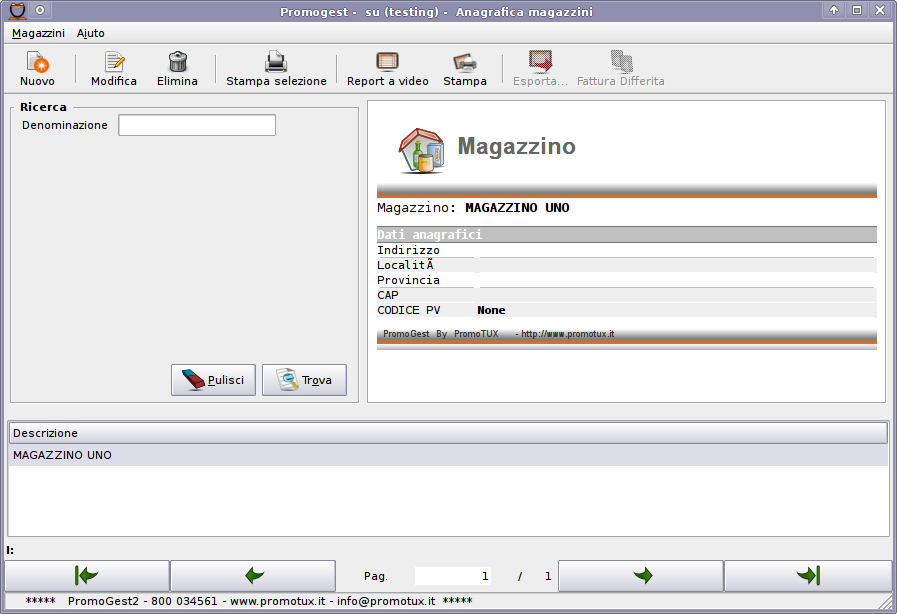 Promogest -  su (testing) -  Anagrafica magazzini
Magazzini Aiuto
Nuovo Modifica Elimina Stampa selezione Report a video Stampa Esporta... Fattura Differita
Ricerca
Denominazione
Pulisci Trova
Magazzino
Magazzino: MAGAZZINO UNO
Dati anagrafici
Indirizzo
LocalitÃ
Provincia
CAP
CODICE PV None
PromoGest By PromoTUX - http://www.promotux.it
Descrizione
MAGAZZINO UNO
I:
Pag. 1 / 1
***** PromoGest2 - 800 034561 - www.promotux.it - info@promotux.it *****